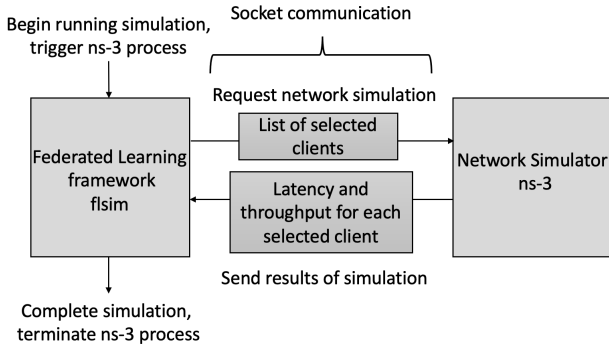 Socket communication
Begin running simulation,
trigger ns-3 process
Request network simulation
List of selected
clients
Federated Learning
framework
flsim
Network Simulator
ns-3
Latency and
throughput for each
selected client
Send results of simulation
Complete simulation,
terminate ns-3 process